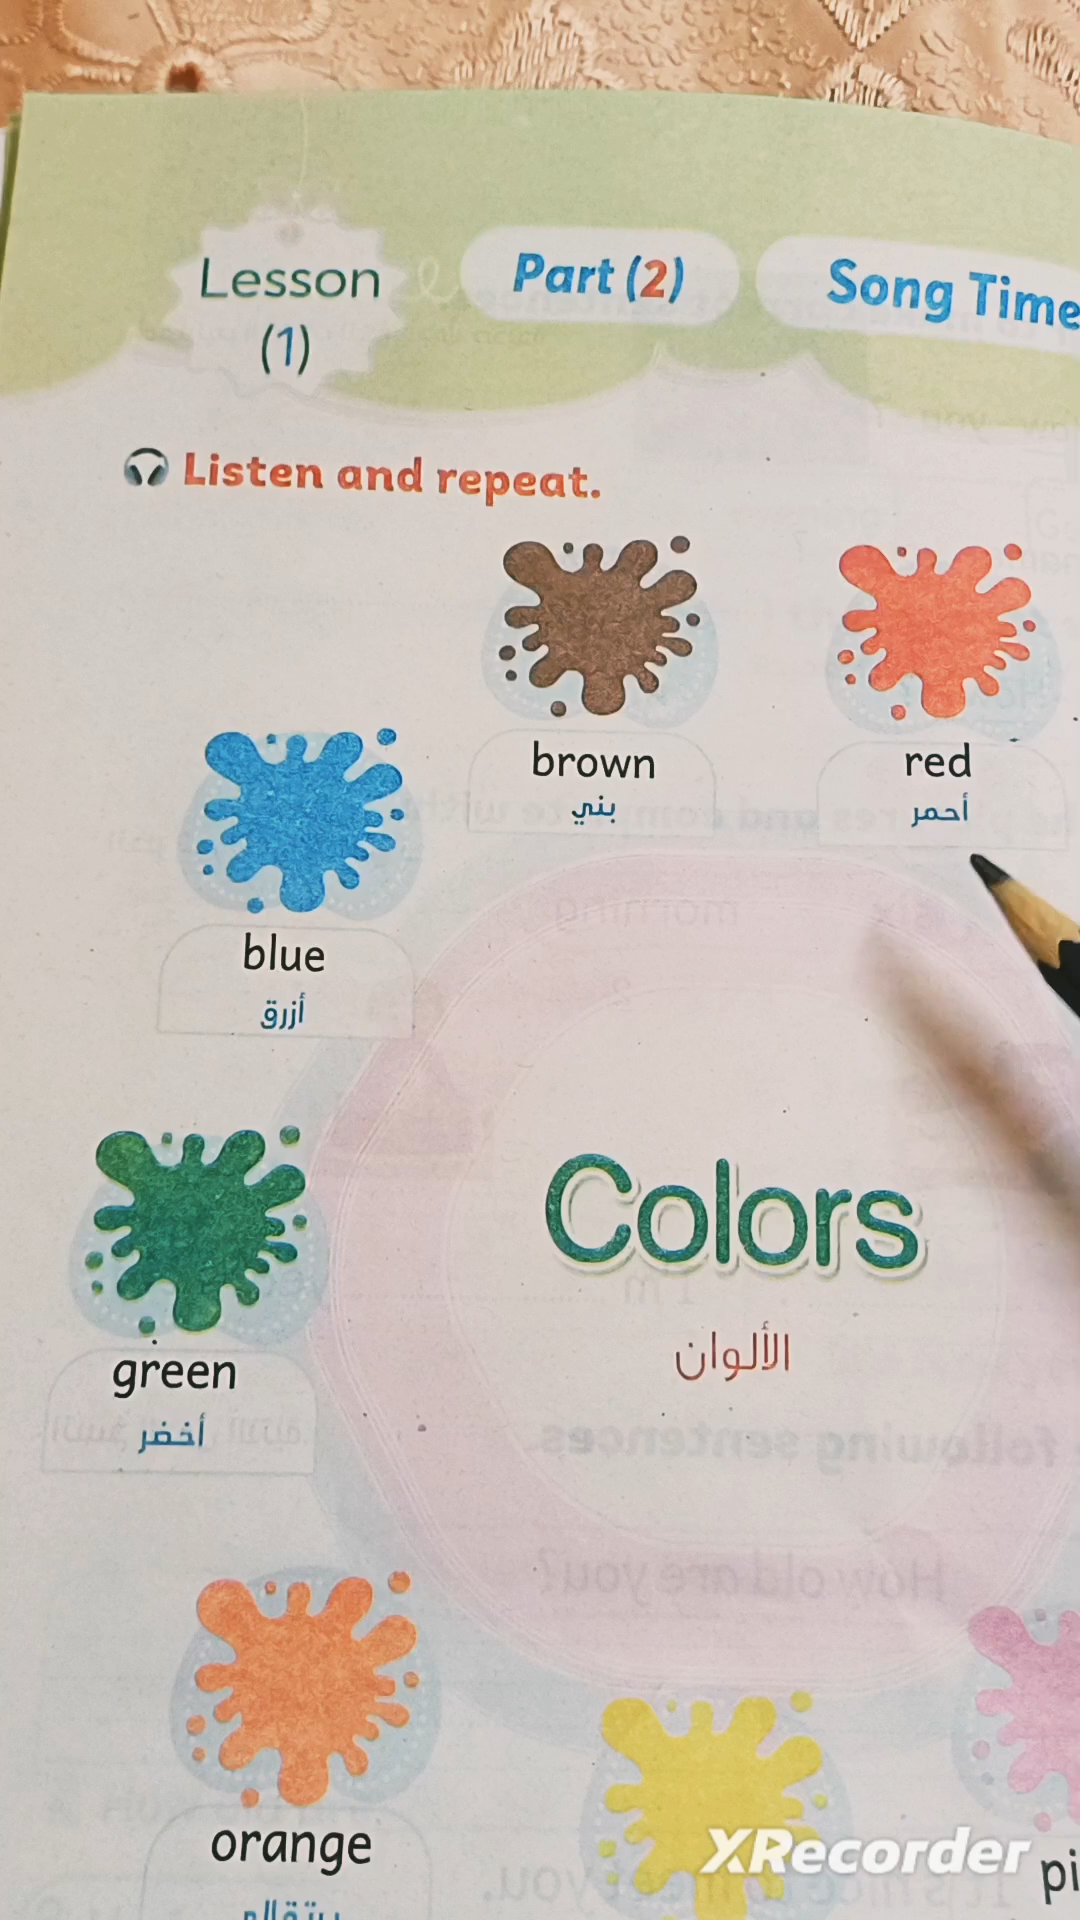 Lesson
(1)
Part (2)
Song Time
Listen and repeat.
brown
بني
red
أحمر
blue
أزرق
green
أخضر
Colors
الألوان
orange
XRecorder